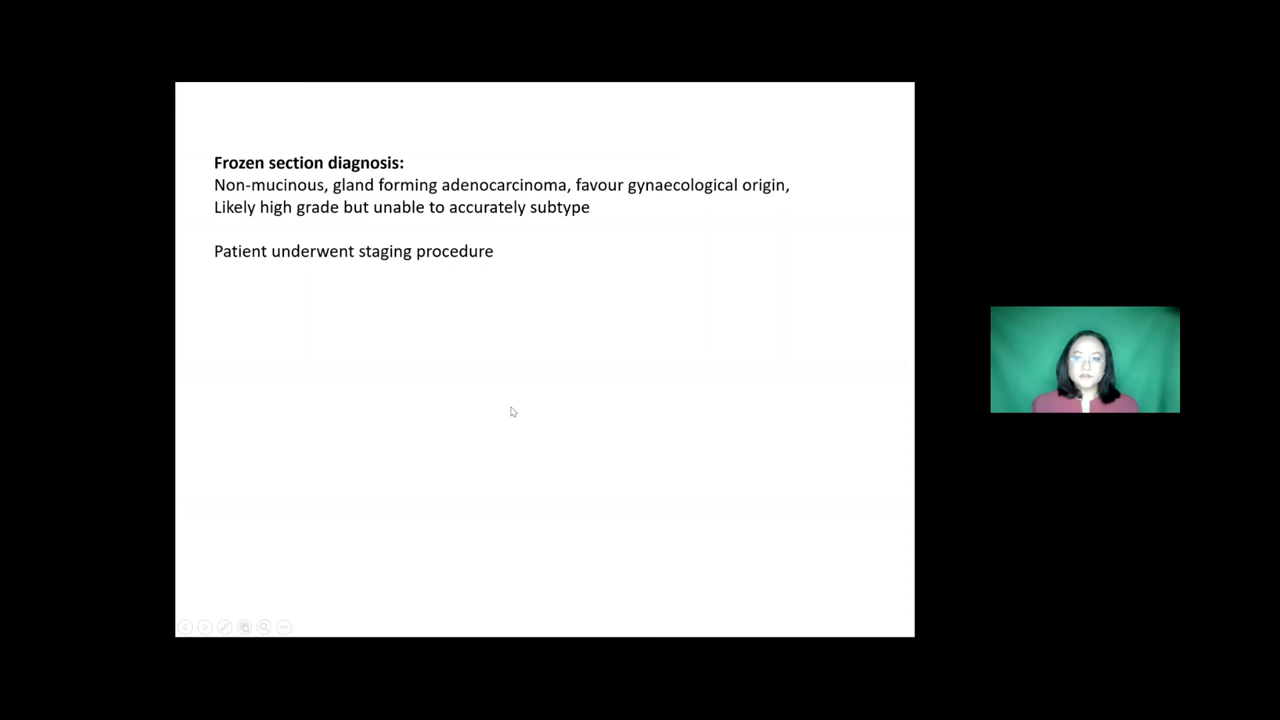 Frozen section diagnosis:
Non-mucinous, gland forming adenocarcinoma, favour gynaecological origin,
Likely high grade but unable to accurately subtype
Patient underwent staging procedure